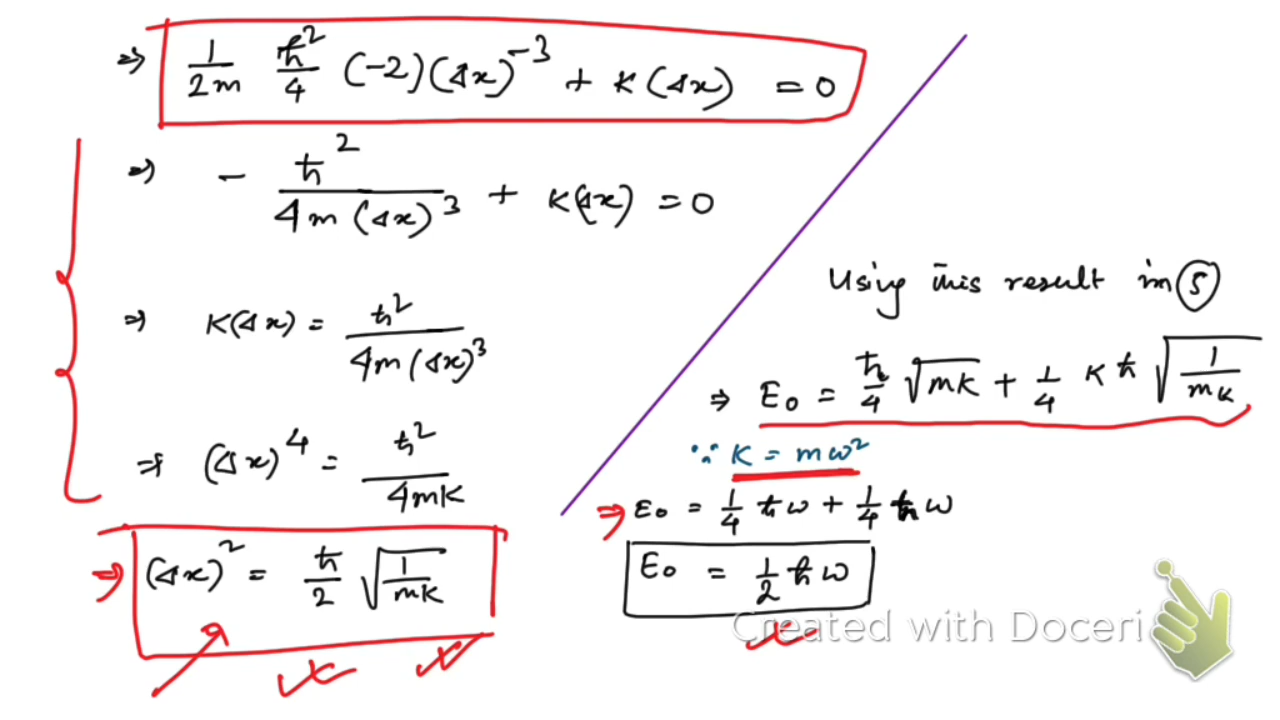 ⇒ 1/2m ħ²/4 (-2)(Δx)⁻³ + K(Δx) = 0
⇒ - ħ²/4m(Δx)³ + K(Δx) = 0
⇒ K(Δx) = ħ²/4m(Δx)³
⇒ (Δx)⁴ = ħ²/4mK
⇒ (Δx)² = ħ/2 √(1/mK)
Using this result in ⑤
⇒ E₀ = ħ/4 √mK + 1/4 K ħ √(1/mK)
∵ K = mω²
⇒ E₀ = 1/4 ħω + 1/4 ħω
E₀ = 1/2 ħω
Created with Doceri